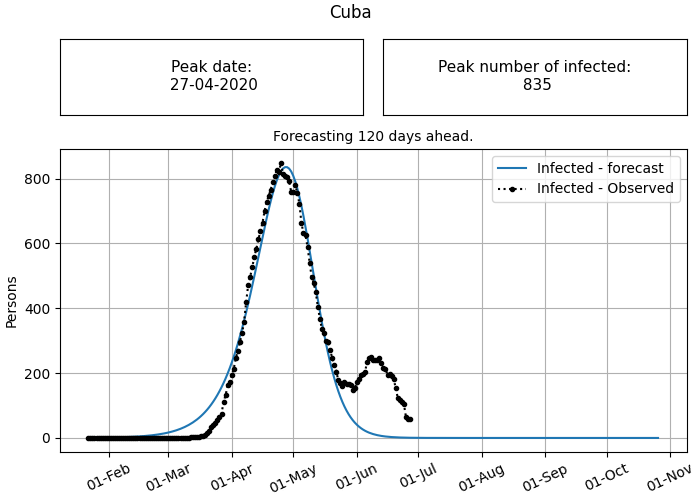 Cuba
Peak date:
27-04-2020
Peak number of infected:
835
Forecasting 120 days ahead.
Infected - forecast
Infected - Observed
Persons
800
600
400
200
0
01-Feb
01-Mar
01-Apr
01-May
01-Jun
01-Jul
01-Aug
01-Sep
01-Oct
01-Nov